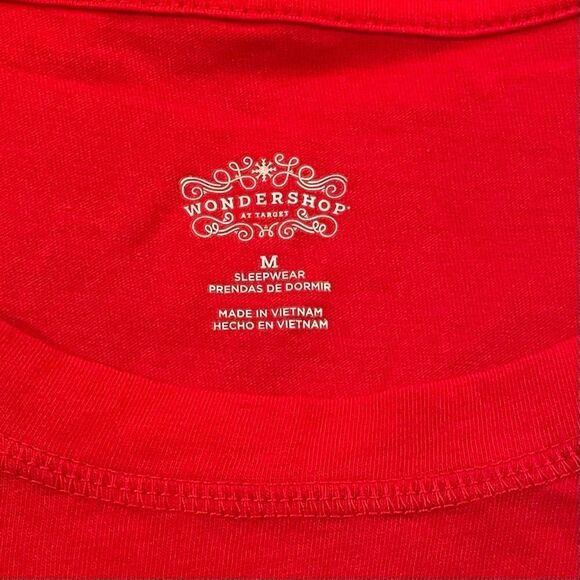 WONDERSHOP
AT TARGET
M
SLEEPWEAR
PRENDAS DE DORMIR
MADE IN VIETNAM
HECHO EN VIETNAM